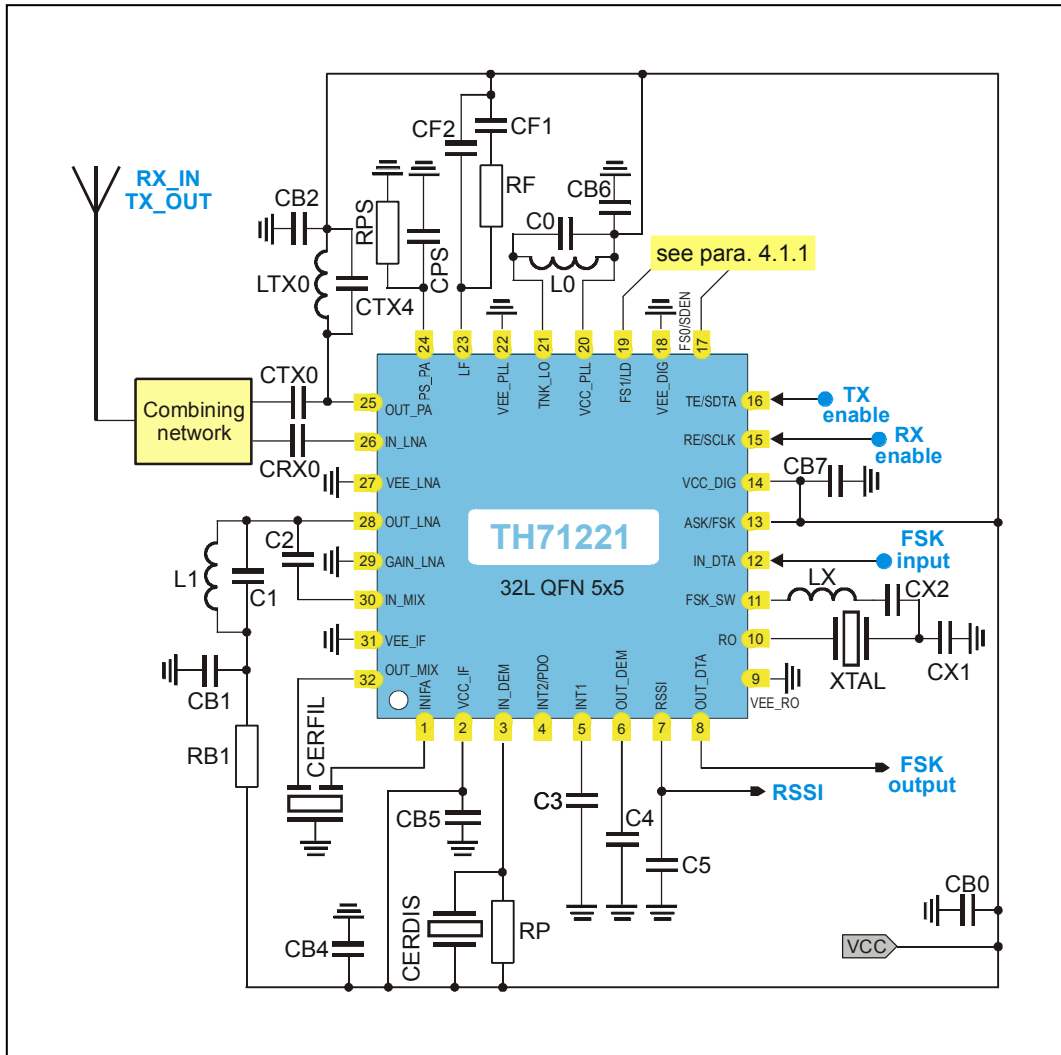 CF2
CF1
RX_IN
TX_OUT
CB2
RPS
CPS
RF
CB6
C0
L0
see para. 4.1.1
LTX0
CTX4
FS0/SDEN
24
23
22
21
20
19
18
17
PS_PA
LF
VEE_PLL
TNK_LO
VCC_PLL
FS1/LD
VEE_DIG
CTX0
Combining
network
CRX0
25 OUT_PA
26 IN_LNA
27 VEE_LNA
28 OUT_LNA
29 GAIN_LNA
30 IN_MIX
31 VEE_IF
32 OUT_MIX
TE/SDTA 16
TX
enable
RE/SCLK 15
RX
enable
CB7
VCC_DIG 14
ASK/FSK 13
IN_DTA 12
FSK
input
FSK_SW 11
LX
CX2
RO 10
XTAL
CX1
9
VEE_RO
TH71221
32L QFN 5x5
L1
C1
C2
CB1
RB1
CERFIL
INIFA
VCC_IF
IN_DEM
INT2/PDO
INT1
OUT_DEM
RSSI
OUT_DTA
1
2
3
4
5
6
7
8
FSK
output
RSSI
C3
C4
C5
CB5
CB4
CERDIS
RP
CB0
VCC